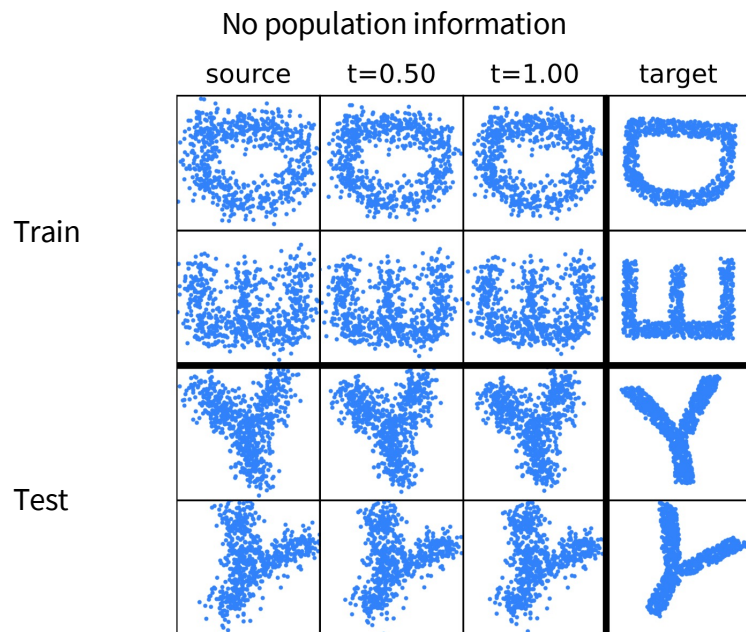 No population information
source t=0.50 t=1.00 target
Train
Test